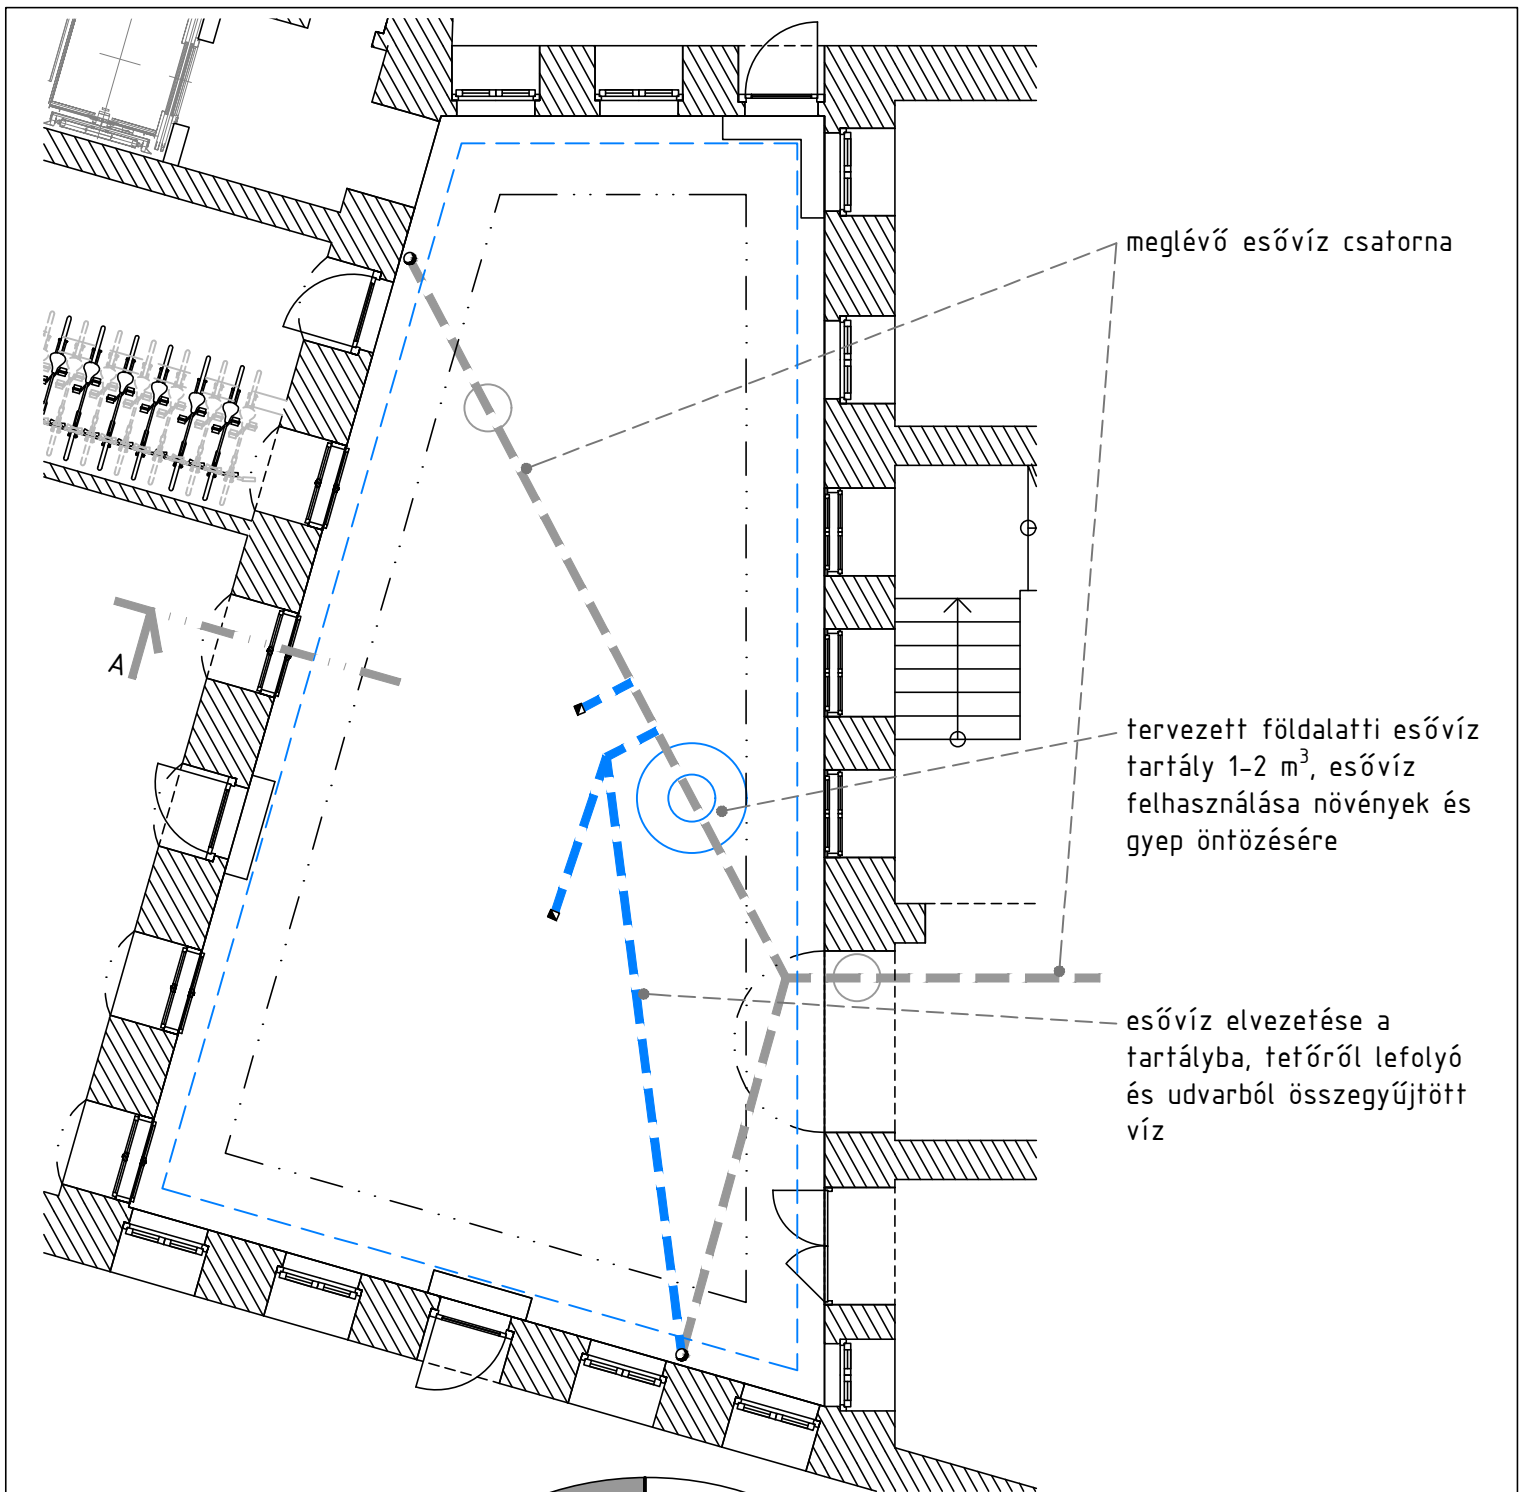 meglévő esővíz csatorna
A
tervezett földalatti esővíz
tartály 1-2 m³, esővíz
felhasználása növények és
gyep öntözésére
esővíz elvezetése a
tartályba, tetőről lefolyó
és udvarból összegyűjtött
víz